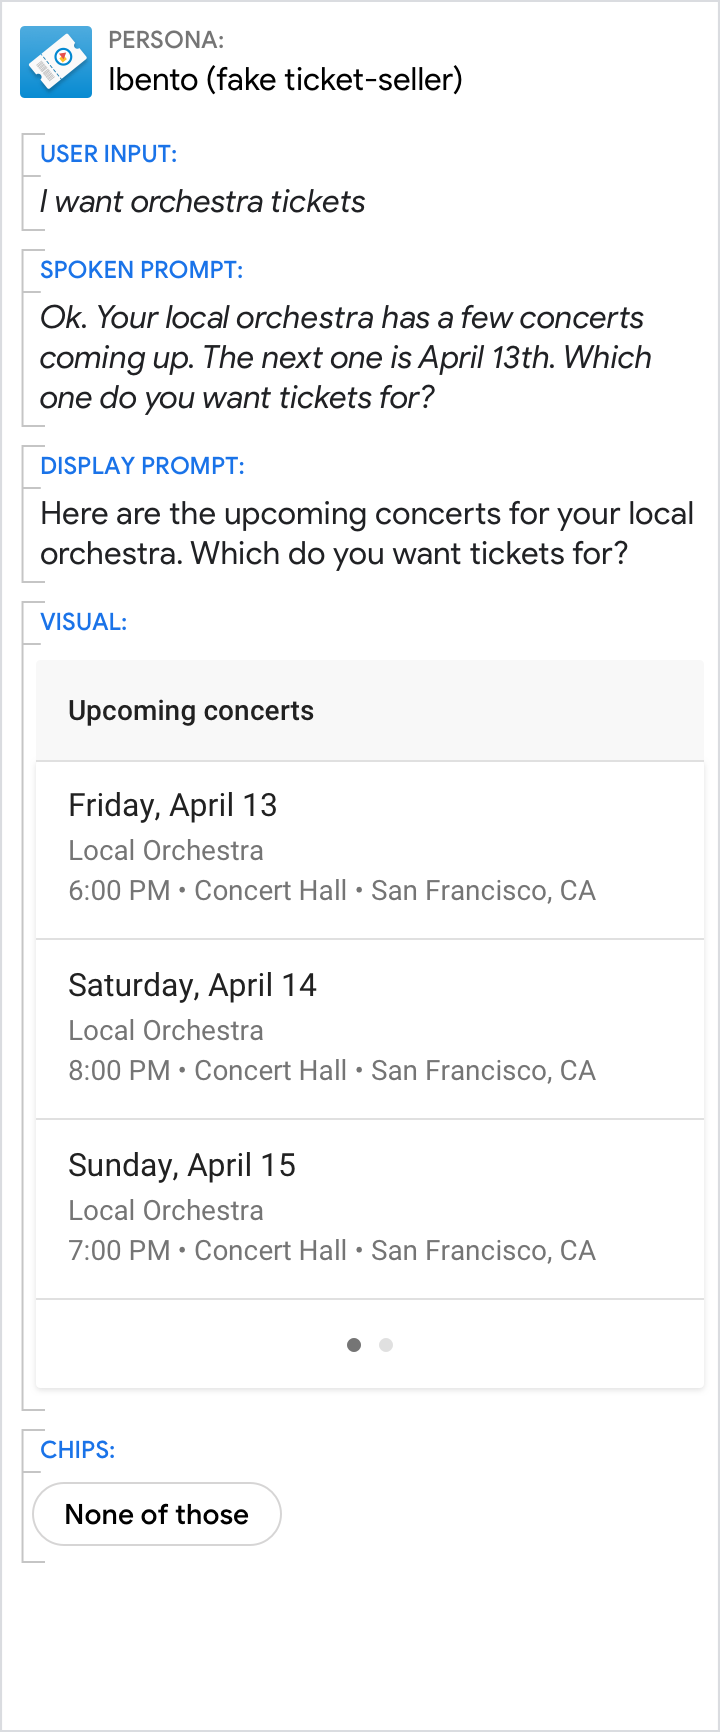 PERSONA:
Ibento (fake ticket-seller)
USER INPUT:
I want orchestra tickets
SPOKEN PROMPT:
Ok. Your local orchestra has a few concerts
coming up. The next one is April 13th. Which
one do you want tickets for?
DISPLAY PROMPT:
Here are the upcoming concerts for your local
orchestra. Which do you want tickets for?
VISUAL:
Upcoming concerts
Friday, April 13
Local Orchestra
6:00 PM • Concert Hall • San Francisco, CA
Saturday, April 14
Local Orchestra
8:00 PM • Concert Hall • San Francisco, CA
Sunday, April 15
Local Orchestra
7:00 PM • Concert Hall • San Francisco, CA
CHIPS:
None of those